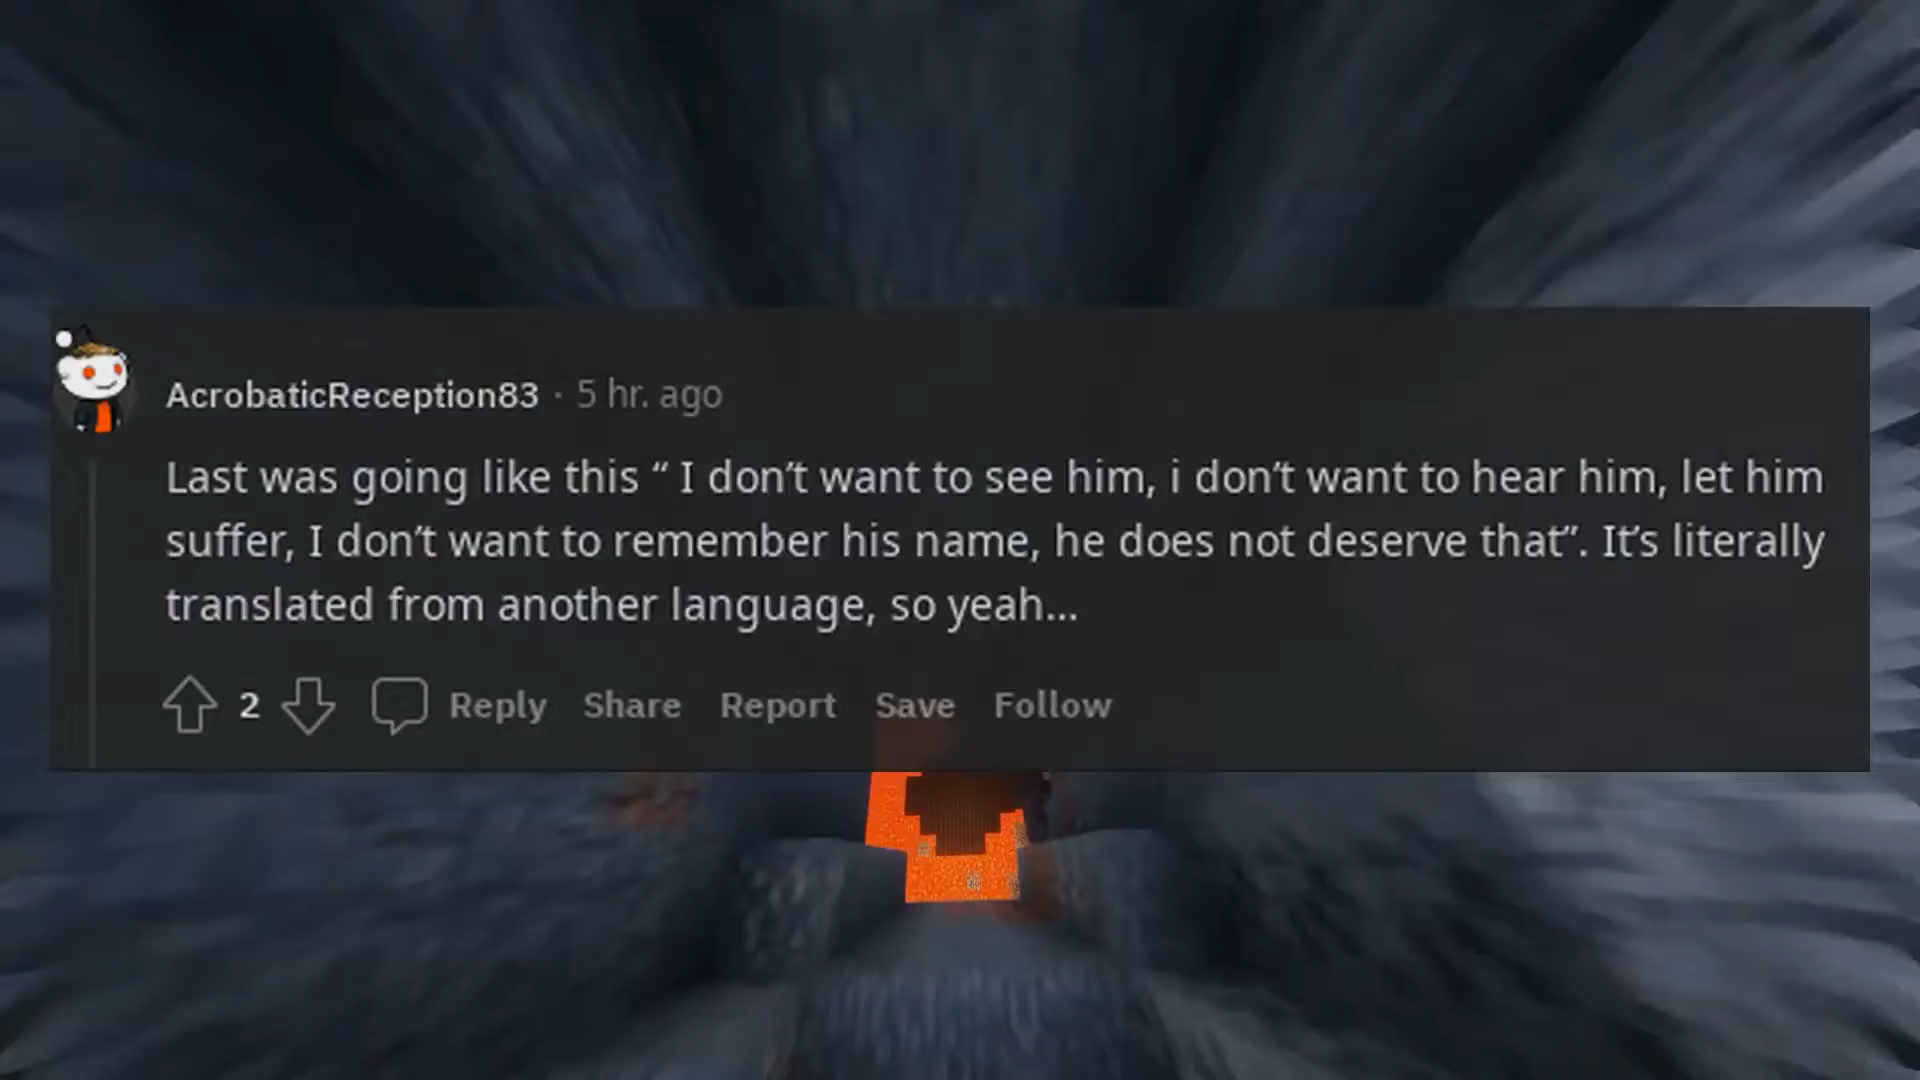 AcrobaticReception83 · 5 hr. ago
Last was going like this “ I don’t want to see him, i don’t want to hear him, let him
suffer, I don’t want to remember his name, he does not deserve that”. It’s literally
translated from another language, so yeah...
2 Reply Share Report Save Follow